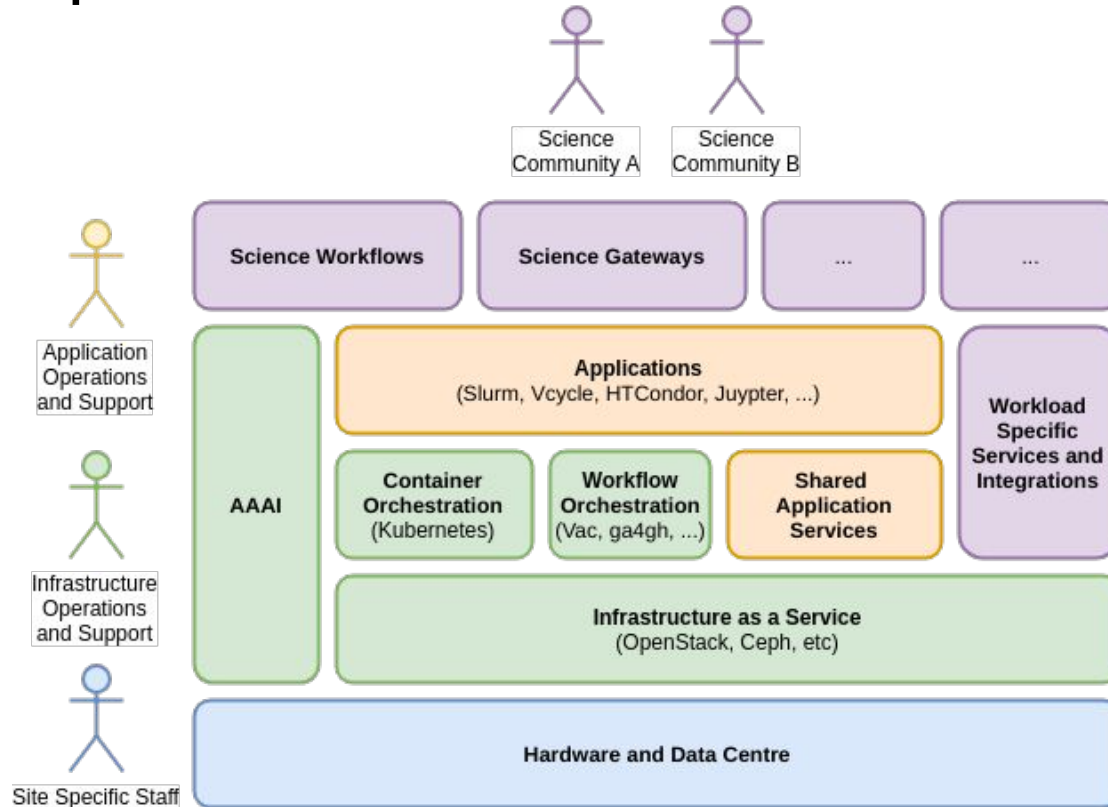 Science
Community A
Science
Community B
Science Workflows
Science Gateways
...
...
Application
Operations
and Support
AAAI
Applications
(Slurm, Vcycle, HTCondor, Juypter, ...)
Workload
Specific
Services and
Integrations
Container
Orchestration
(Kubernetes)
Workflow
Orchestration
(Vac, ga4gh, ...)
Shared
Application
Services
Infrastructure
Operations
and Support
Infrastructure as a Service
(OpenStack, Ceph, etc)
Hardware and Data Centre
Site Specific Staff